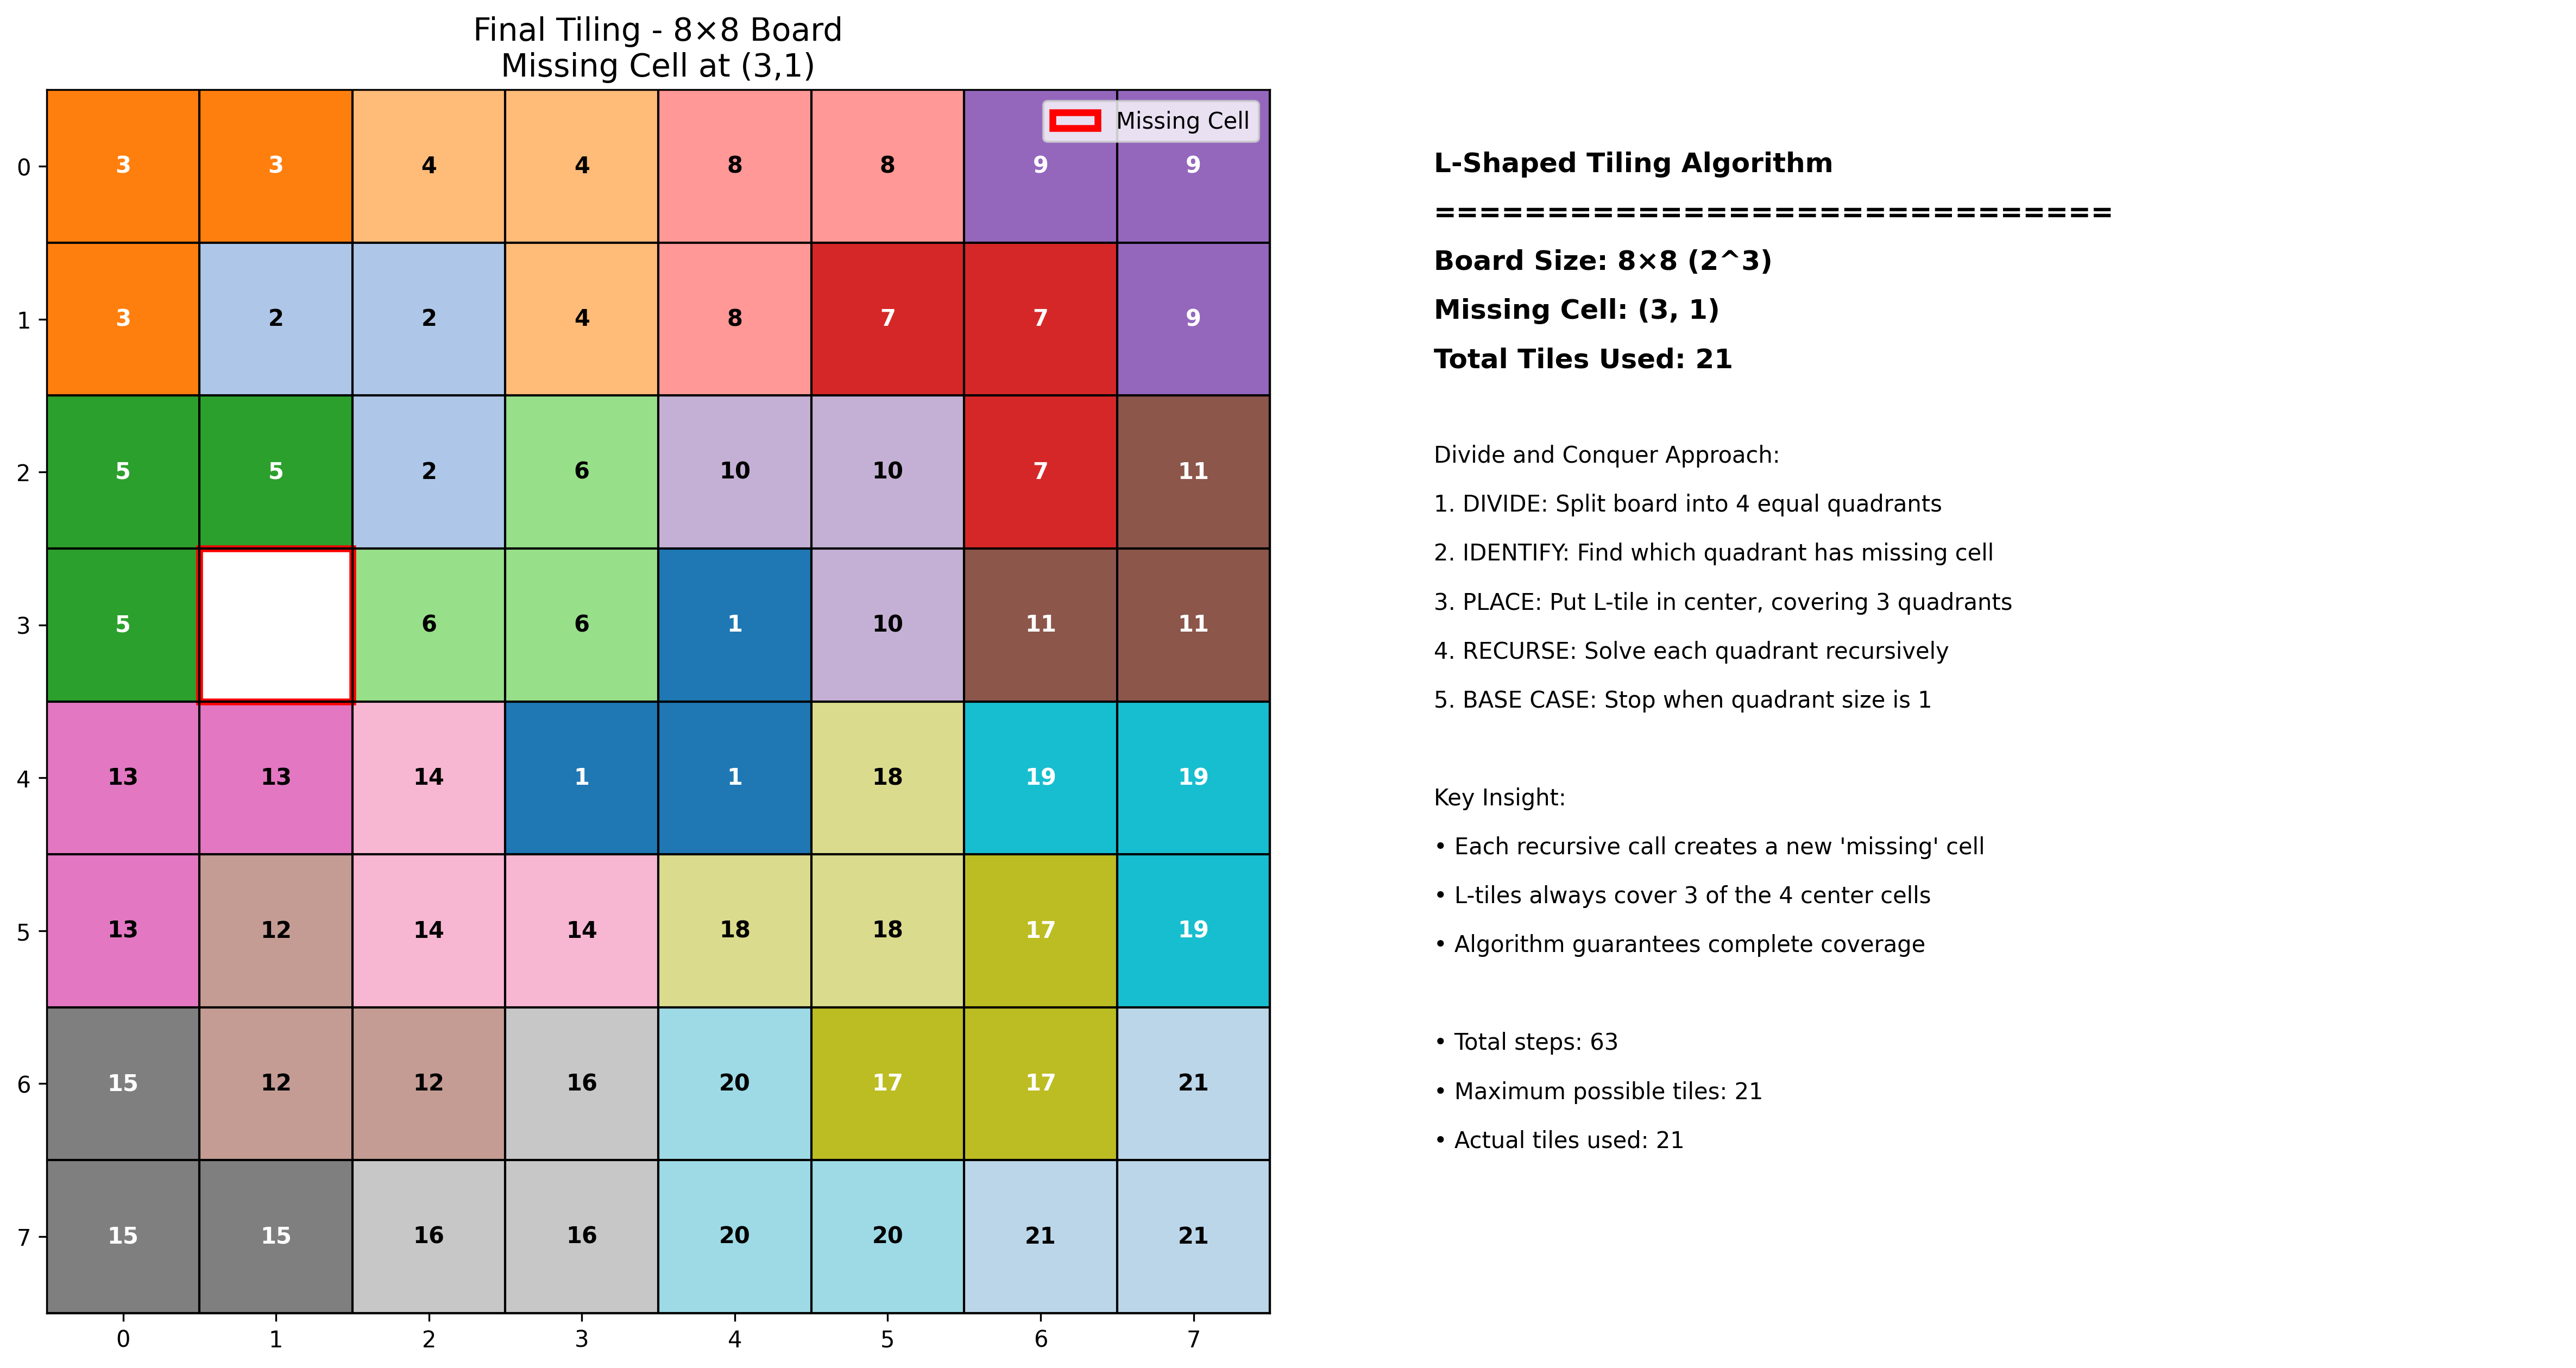 Final Tiling - 8×8 Board
Missing Cell at (3,1)
Missing Cell
0 3 3 4 4 8 8 9 9
1 3 2 2 4 8 7 7 9
2 5 5 2 6 10 10 7 11
3 5 6 6 1 10 11 11
4 13 13 14 1 1 18 19 19
5 13 12 14 14 18 18 17 19
6 15 12 12 16 20 17 17 21
7 15 15 16 16 20 20 21 21
0 1 2 3 4 5 6 7
L-Shaped Tiling Algorithm
==============================
Board Size: 8×8 (2^3)
Missing Cell: (3, 1)
Total Tiles Used: 21
Divide and Conquer Approach:
1. DIVIDE: Split board into 4 equal quadrants
2. IDENTIFY: Find which quadrant has missing cell
3. PLACE: Put L-tile in center, covering 3 quadrants
4. RECURSE: Solve each quadrant recursively
5. BASE CASE: Stop when quadrant size is 1
Key Insight:
• Each recursive call creates a new 'missing' cell
• L-tiles always cover 3 of the 4 center cells
• Algorithm guarantees complete coverage
• Total steps: 63
• Maximum possible tiles: 21
• Actual tiles used: 21